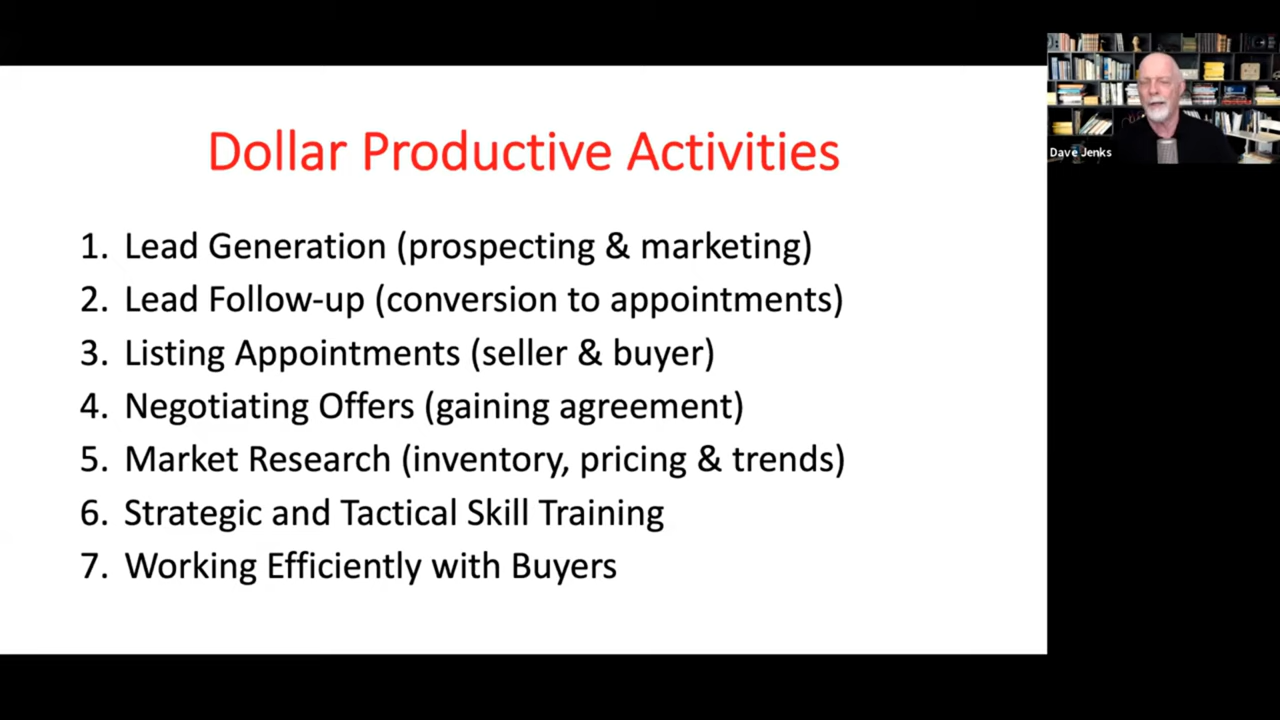 Dollar Productive Activities
1. Lead Generation (prospecting & marketing)
2. Lead Follow-up (conversion to appointments)
3. Listing Appointments (seller & buyer)
4. Negotiating Offers (gaining agreement)
5. Market Research (inventory, pricing & trends)
6. Strategic and Tactical Skill Training
7. Working Efficiently with Buyers
Dave Jenks